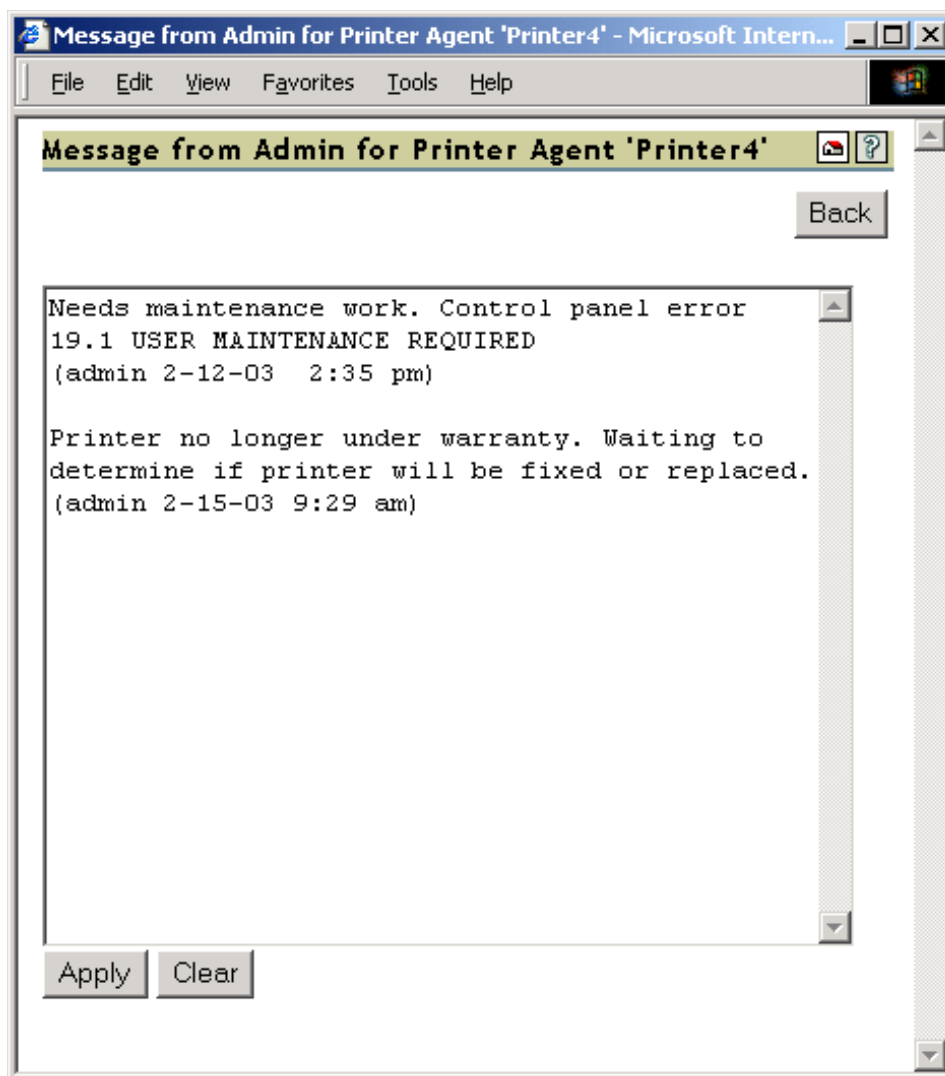 Message from Admin for Printer Agent 'Printer4' - Microsoft Intern...
File Edit View Favorites Tools Help
Message from Admin for Printer Agent 'Printer4'
?
Back
Needs maintenance work. Control panel error
19.1 USER MAINTENANCE REQUIRED
(admin 2-12-03  2:35 pm)
Printer no longer under warranty. Waiting to
determine if printer will be fixed or replaced.
(admin 2-15-03 9:29 am)
Apply Clear